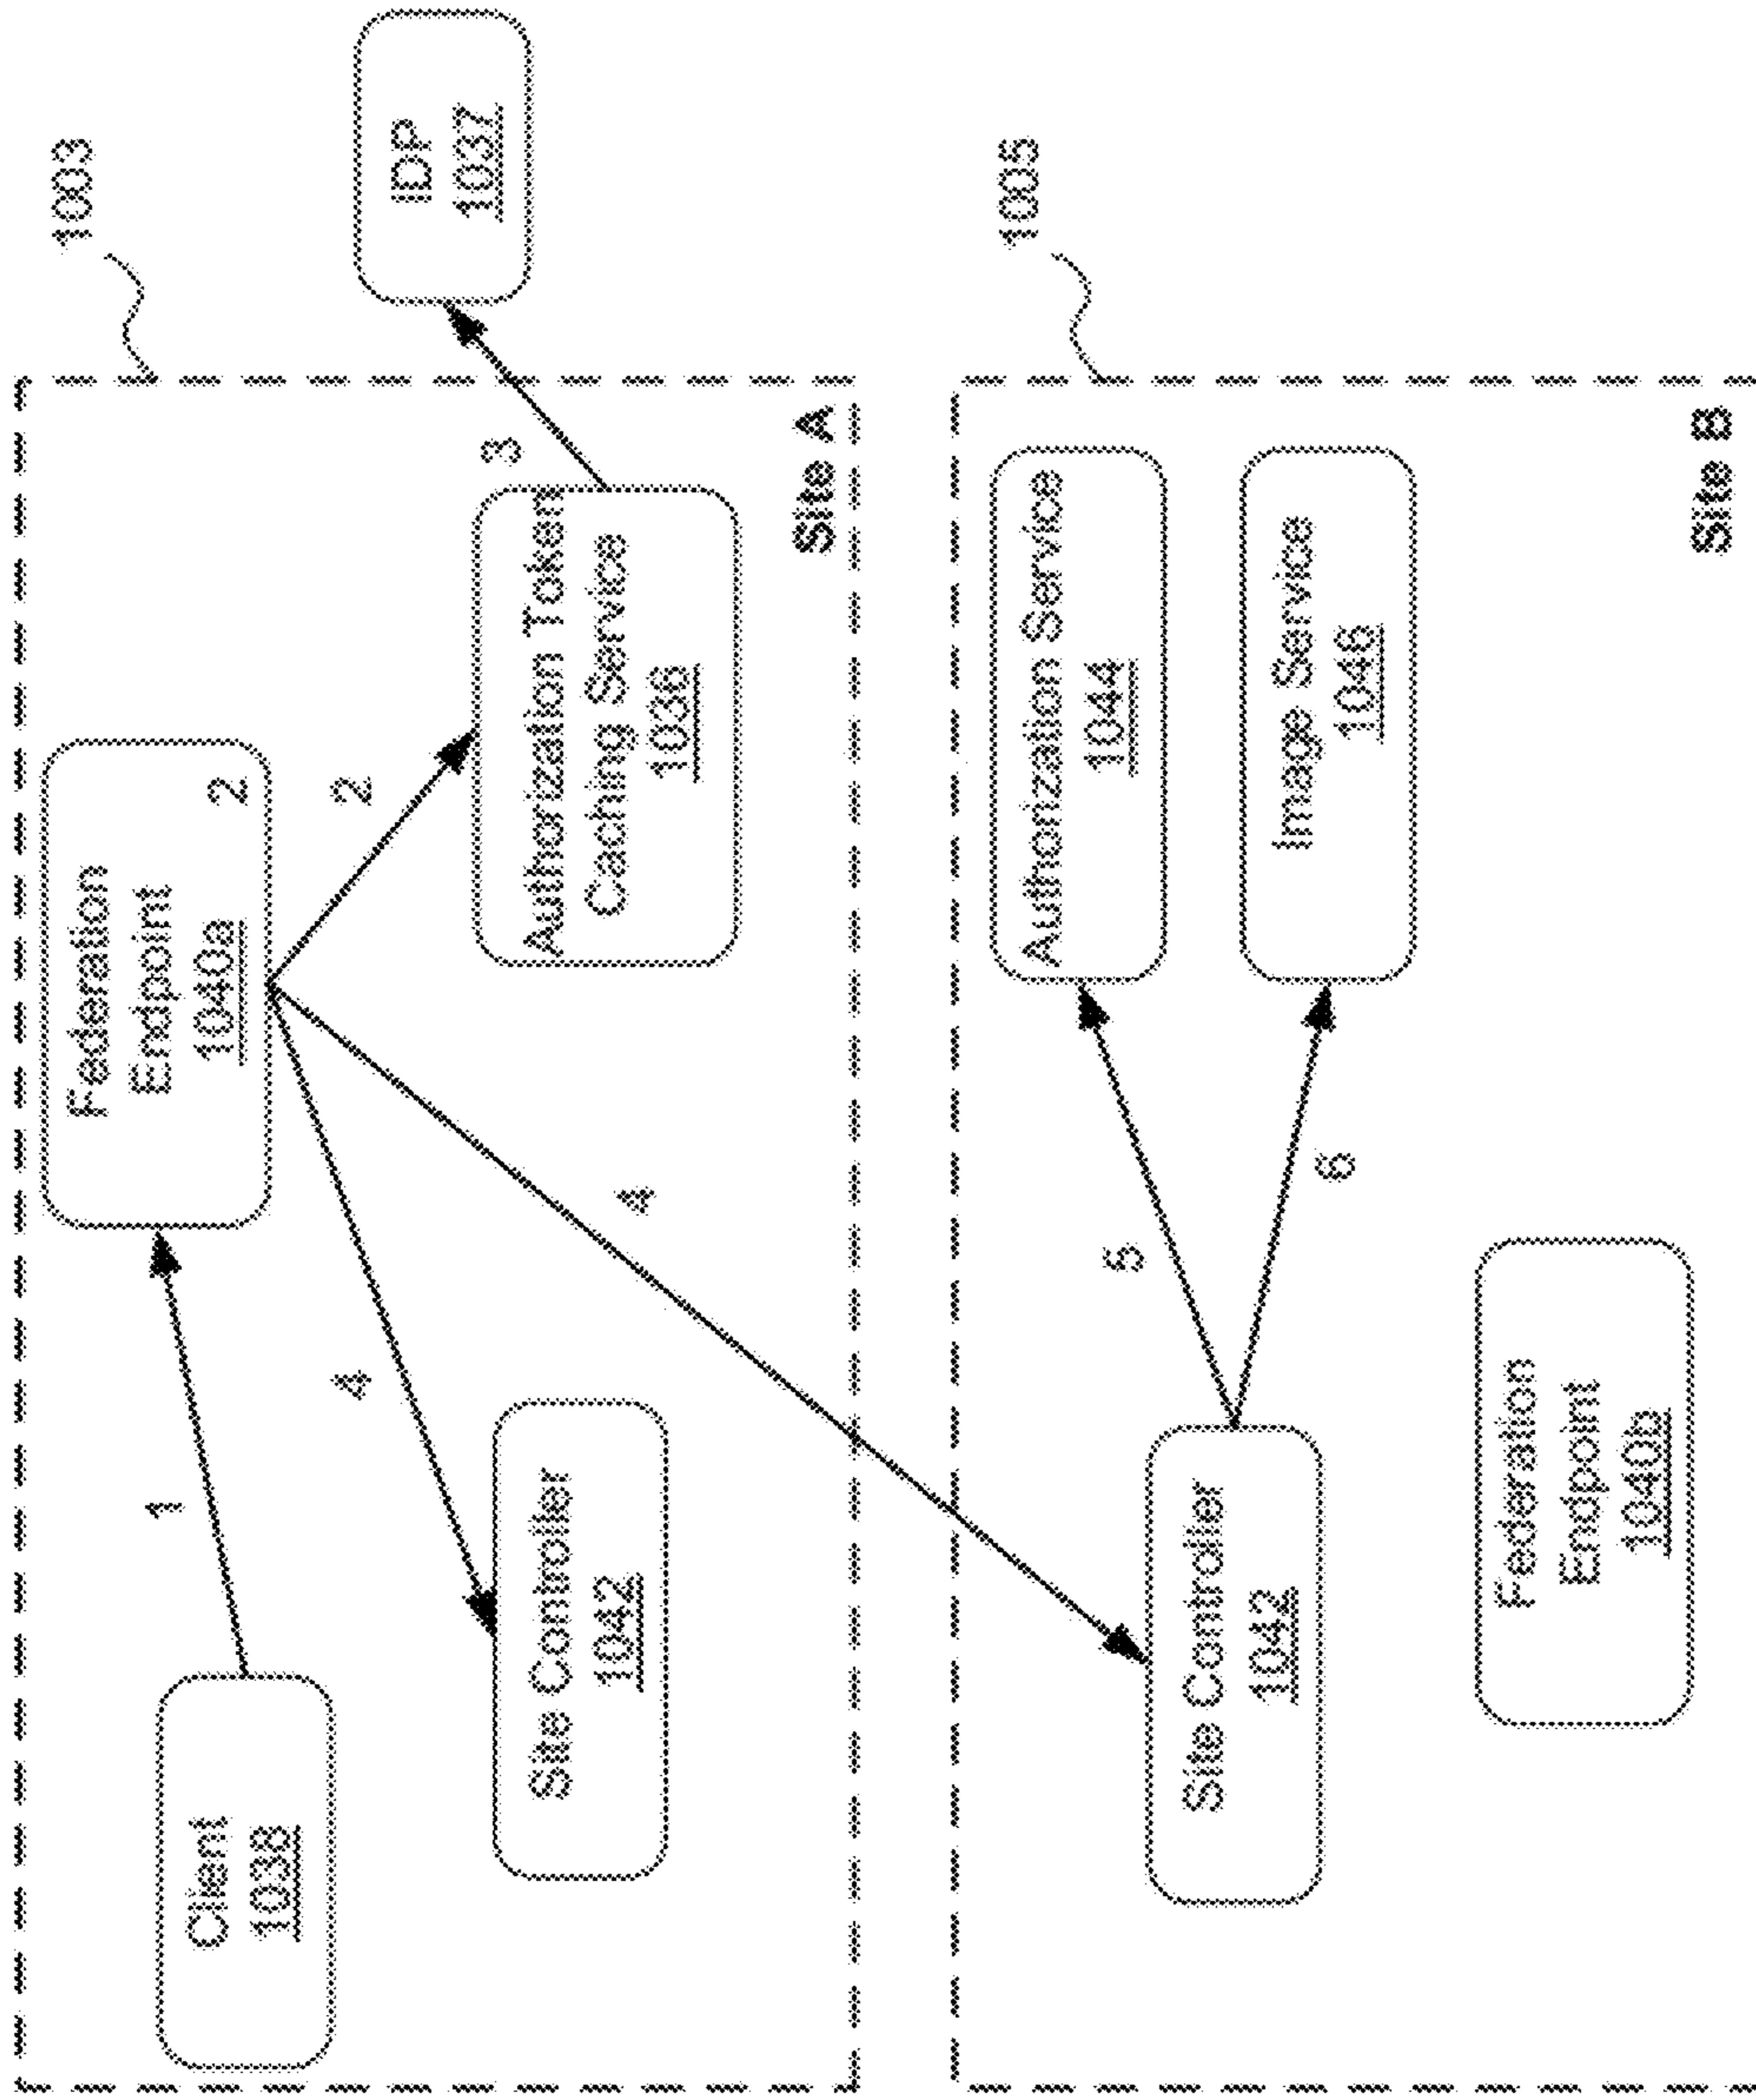 1003
Federation
Endpoint
1040a
2
1
Client
1038
2
4
4
Site Controller
1042
Authorization Token
Caching Service
1036
3
IDP
1037
Site A
1005
Authorization Service
1044
Image Service
1046
5
6
Site Controller
1042
Federation
Endpoint
1040b
Site B